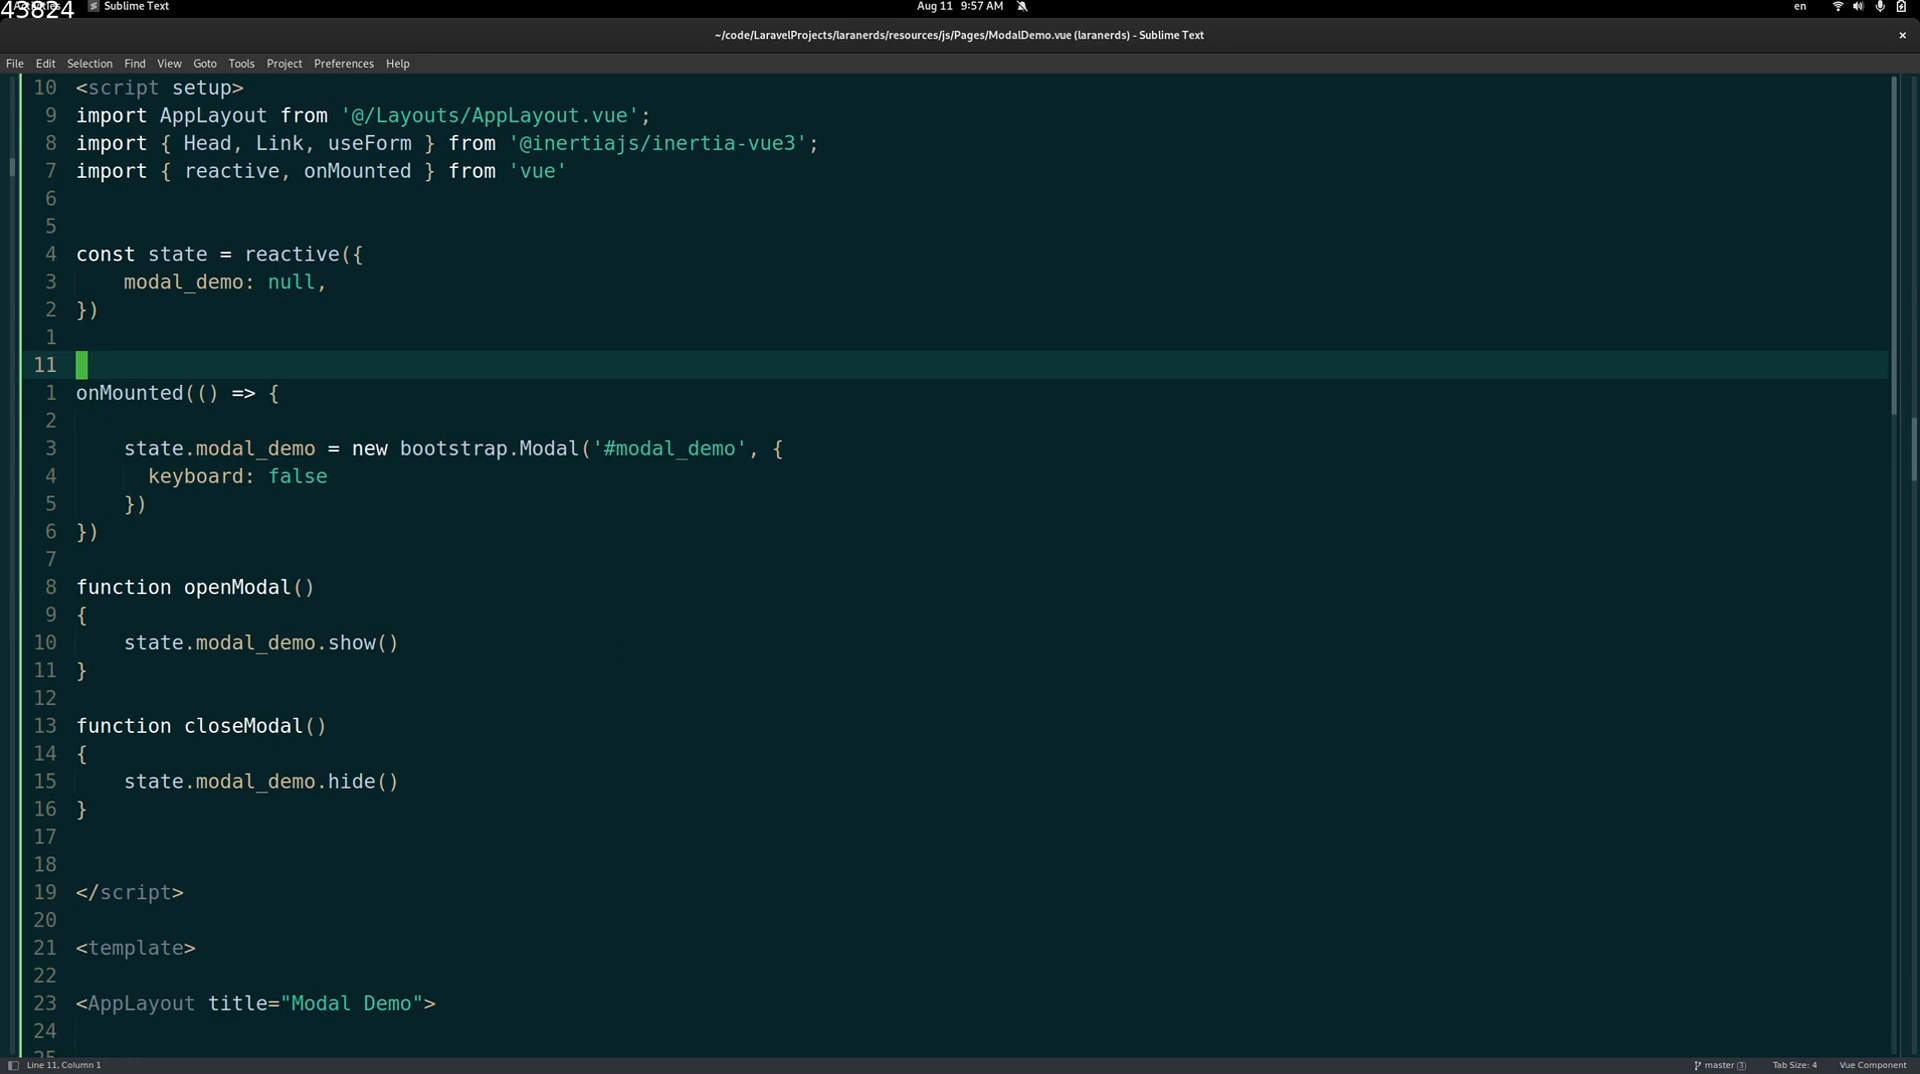 43824
Sublime Text
Aug 11 9:57 AM
en
~/code/LaravelProjects/laranerds/resources/js/Pages/ModalDemo.vue (laranerds) - Sublime Text
×
File Edit Selection Find View Goto Tools Project Preferences Help
10 <script setup>
9 import AppLayout from '@/Layouts/AppLayout.vue';
8 import { Head, Link, useForm } from '@inertiajs/inertia-vue3';
7 import { reactive, onMounted } from 'vue'
6
5
4 const state = reactive({
3     modal_demo: null,
2 })
1
11
1 onMounted(() => {
2
3     state.modal_demo = new bootstrap.Modal('#modal_demo', {
4       keyboard: false
5     })
6 })
7
8 function openModal()
9 {
10     state.modal_demo.show()
11 }
12
13 function closeModal()
14 {
15     state.modal_demo.hide()
16 }
17
18
19 </script>
20
21 <template>
22
23 <AppLayout title="Modal Demo">
24
25
Line 11, Column 1
master 3
Tab Size: 4
Vue Component